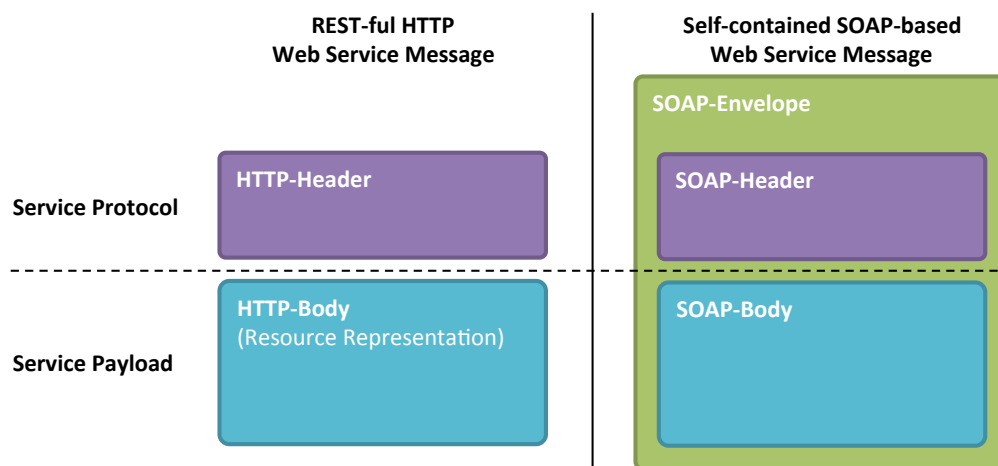 REST-ful HTTP
Web Service Message
Self-contained SOAP-based
Web Service Message
SOAP-Envelope
HTTP-Header
SOAP-Header
Service Protocol
HTTP-Body
(Resource Representation)
SOAP-Body
Service Payload